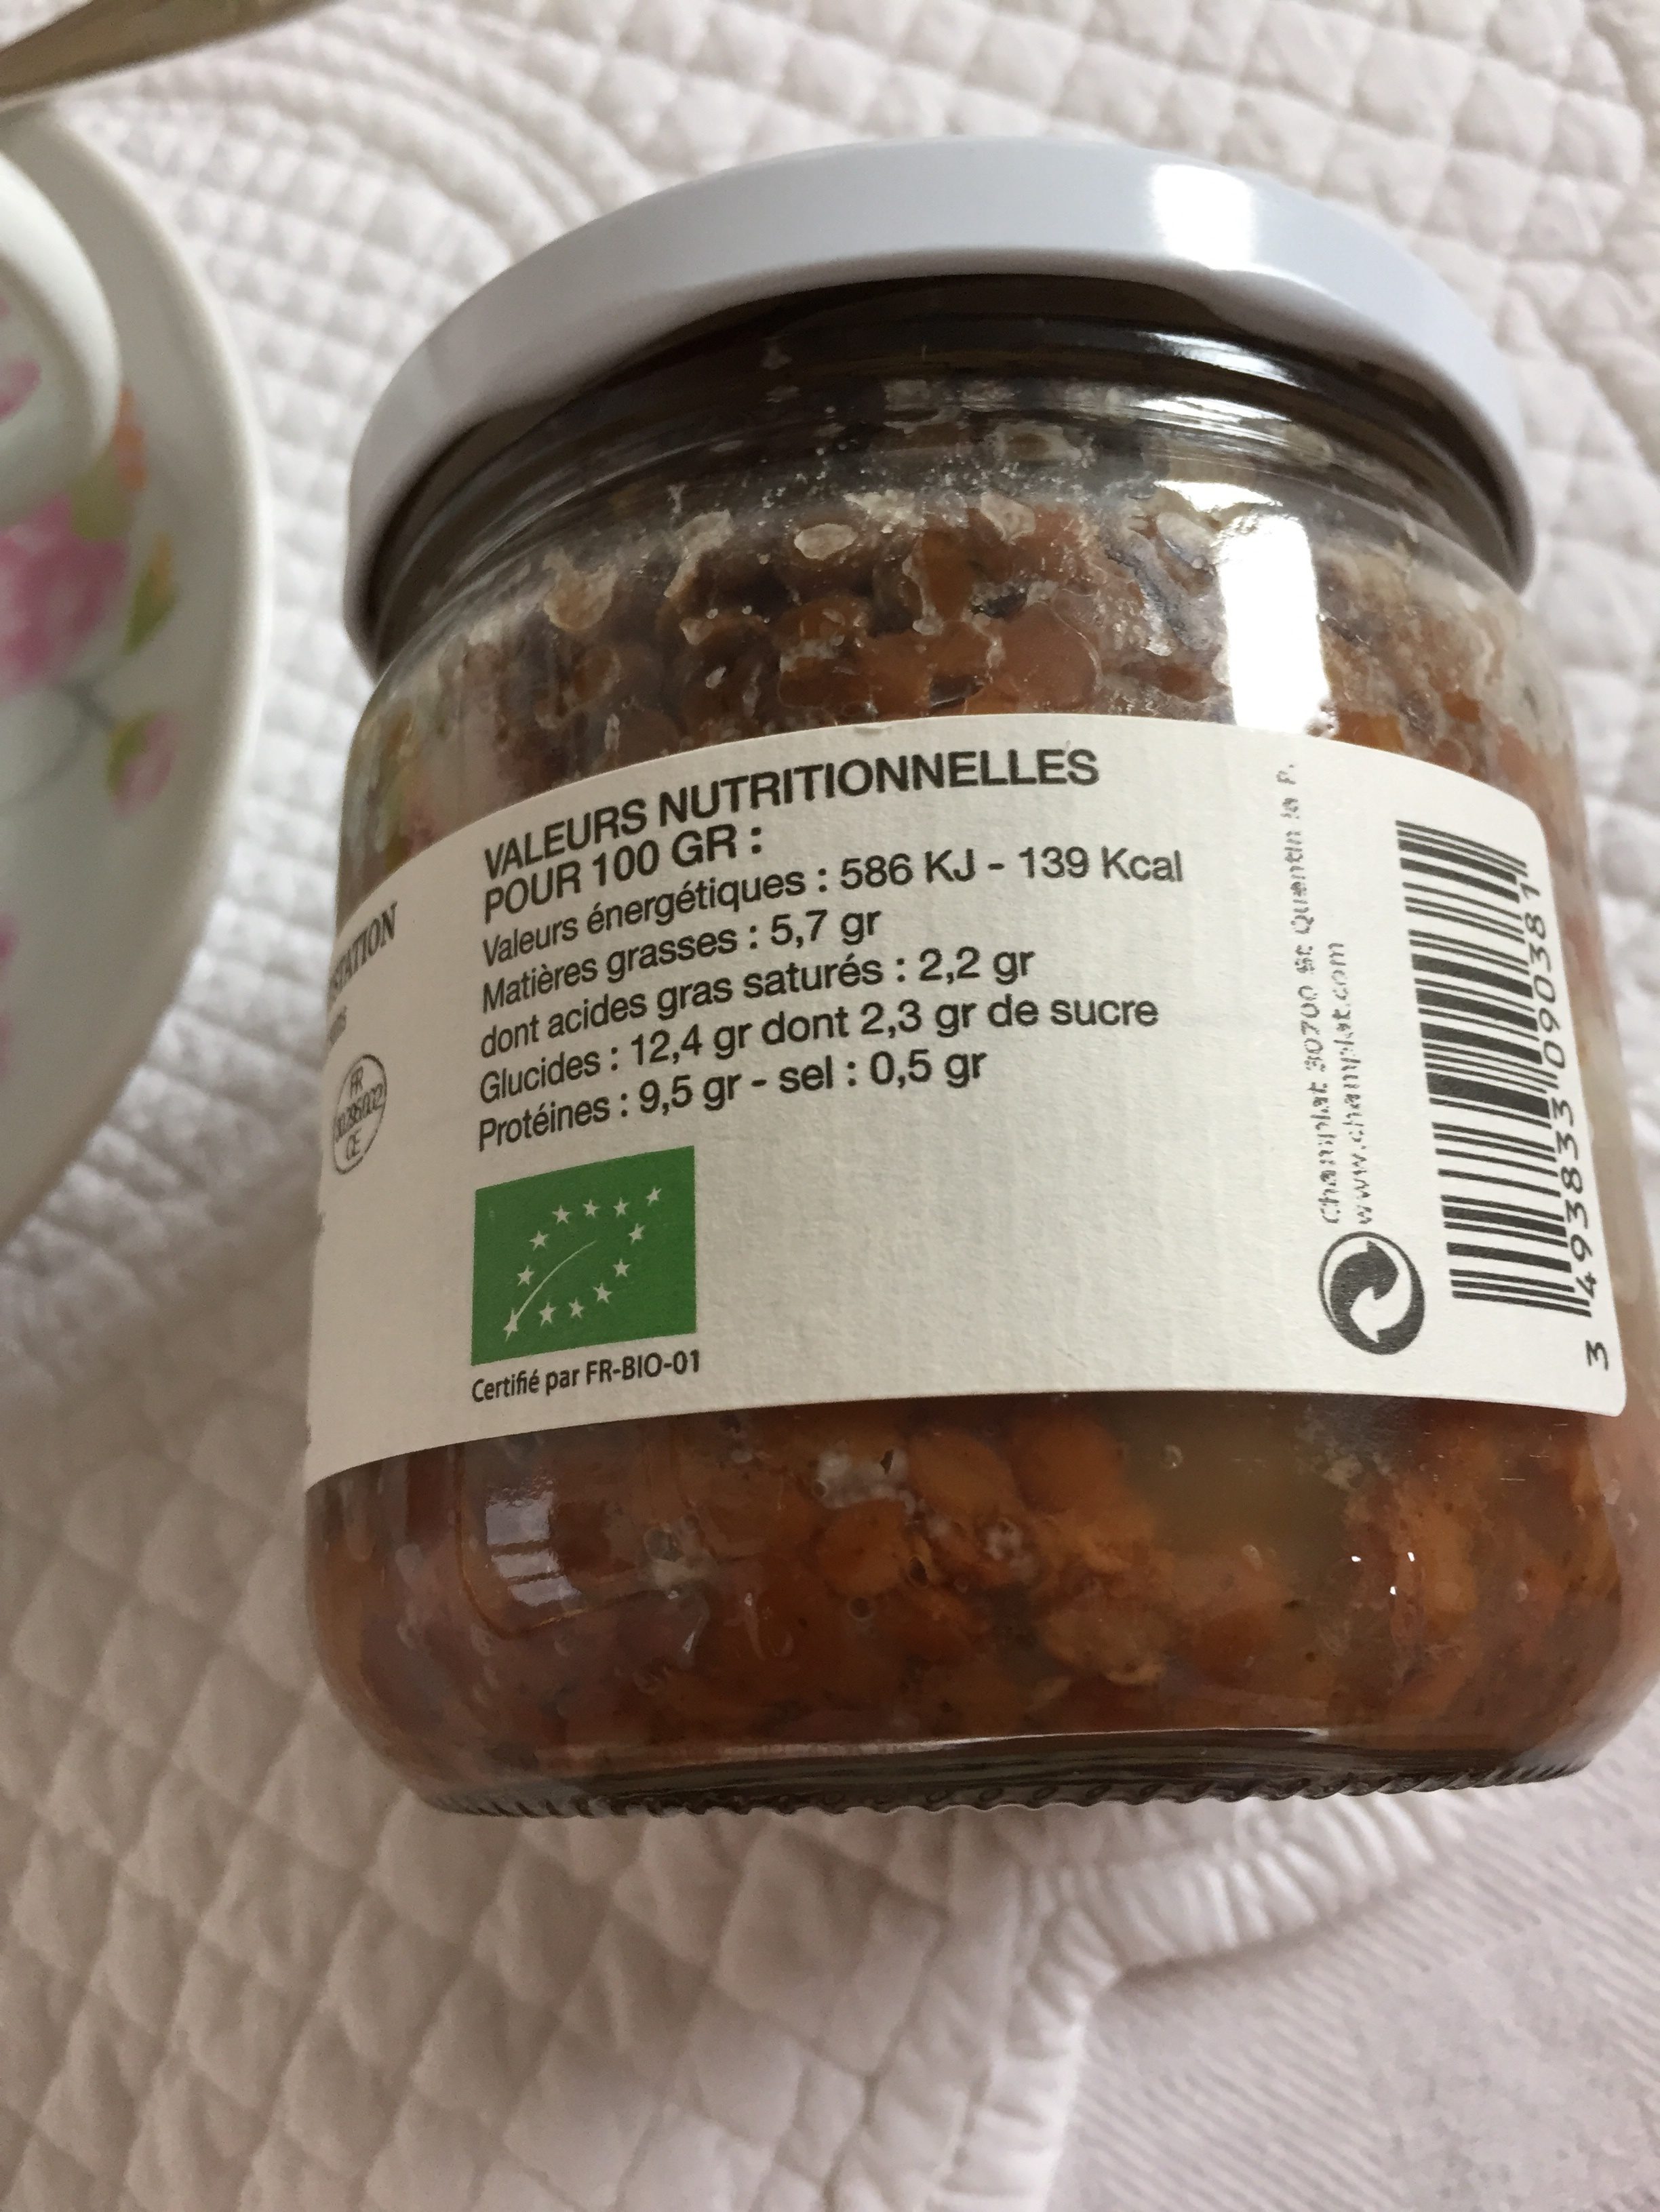 STATION
FR
CE
VALEURS NUTRITIONNELLES
POUR 100 GR :
Valeurs énergétiques : 586 KJ - 139 Kcal
Matières grasses : 5,7 gr
dont acides gras saturés : 2,2 gr
Glucides : 12,4 gr dont 2,3 gr de sucre
Protéines : 9,5 gr - sel : 0,5 gr
Certifié par FR-BIO-01
Champlat 30700 St Quentin la P.
www.champlat.com
3 493833 090381